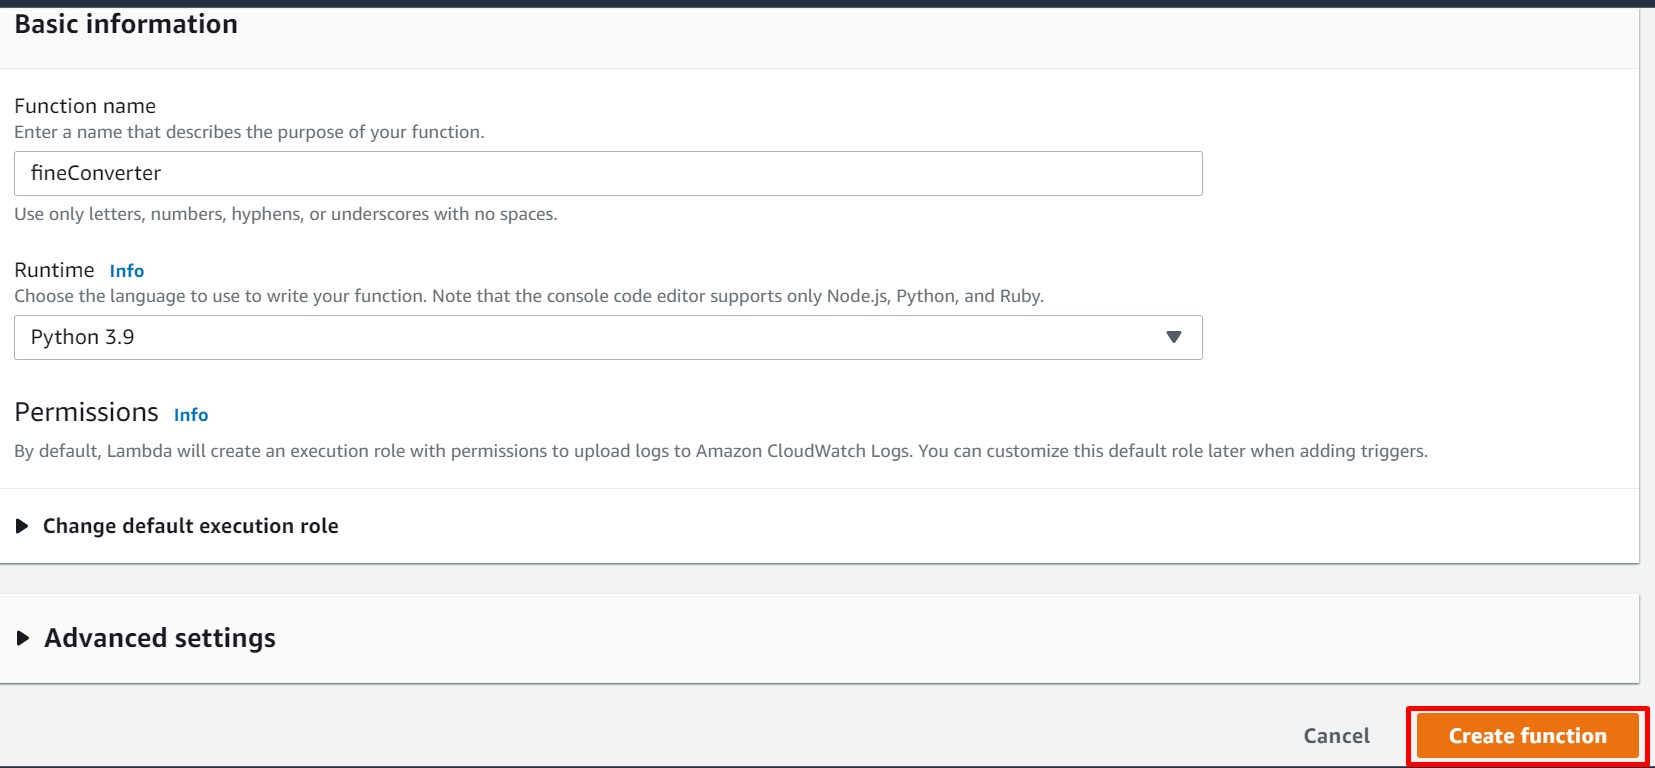 Basic information
Function name
Enter a name that describes the purpose of your function.
fineConverter
Use only letters, numbers, hyphens, or underscores with no spaces.
Runtime Info
Choose the language to use to write your function. Note that the console code editor supports only Node.js, Python, and Ruby.
Python 3.9
Permissions Info
By default, Lambda will create an execution role with permissions to upload logs to Amazon CloudWatch Logs. You can customize this default role later when adding triggers.
Change default execution role
Advanced settings
Cancel Create function